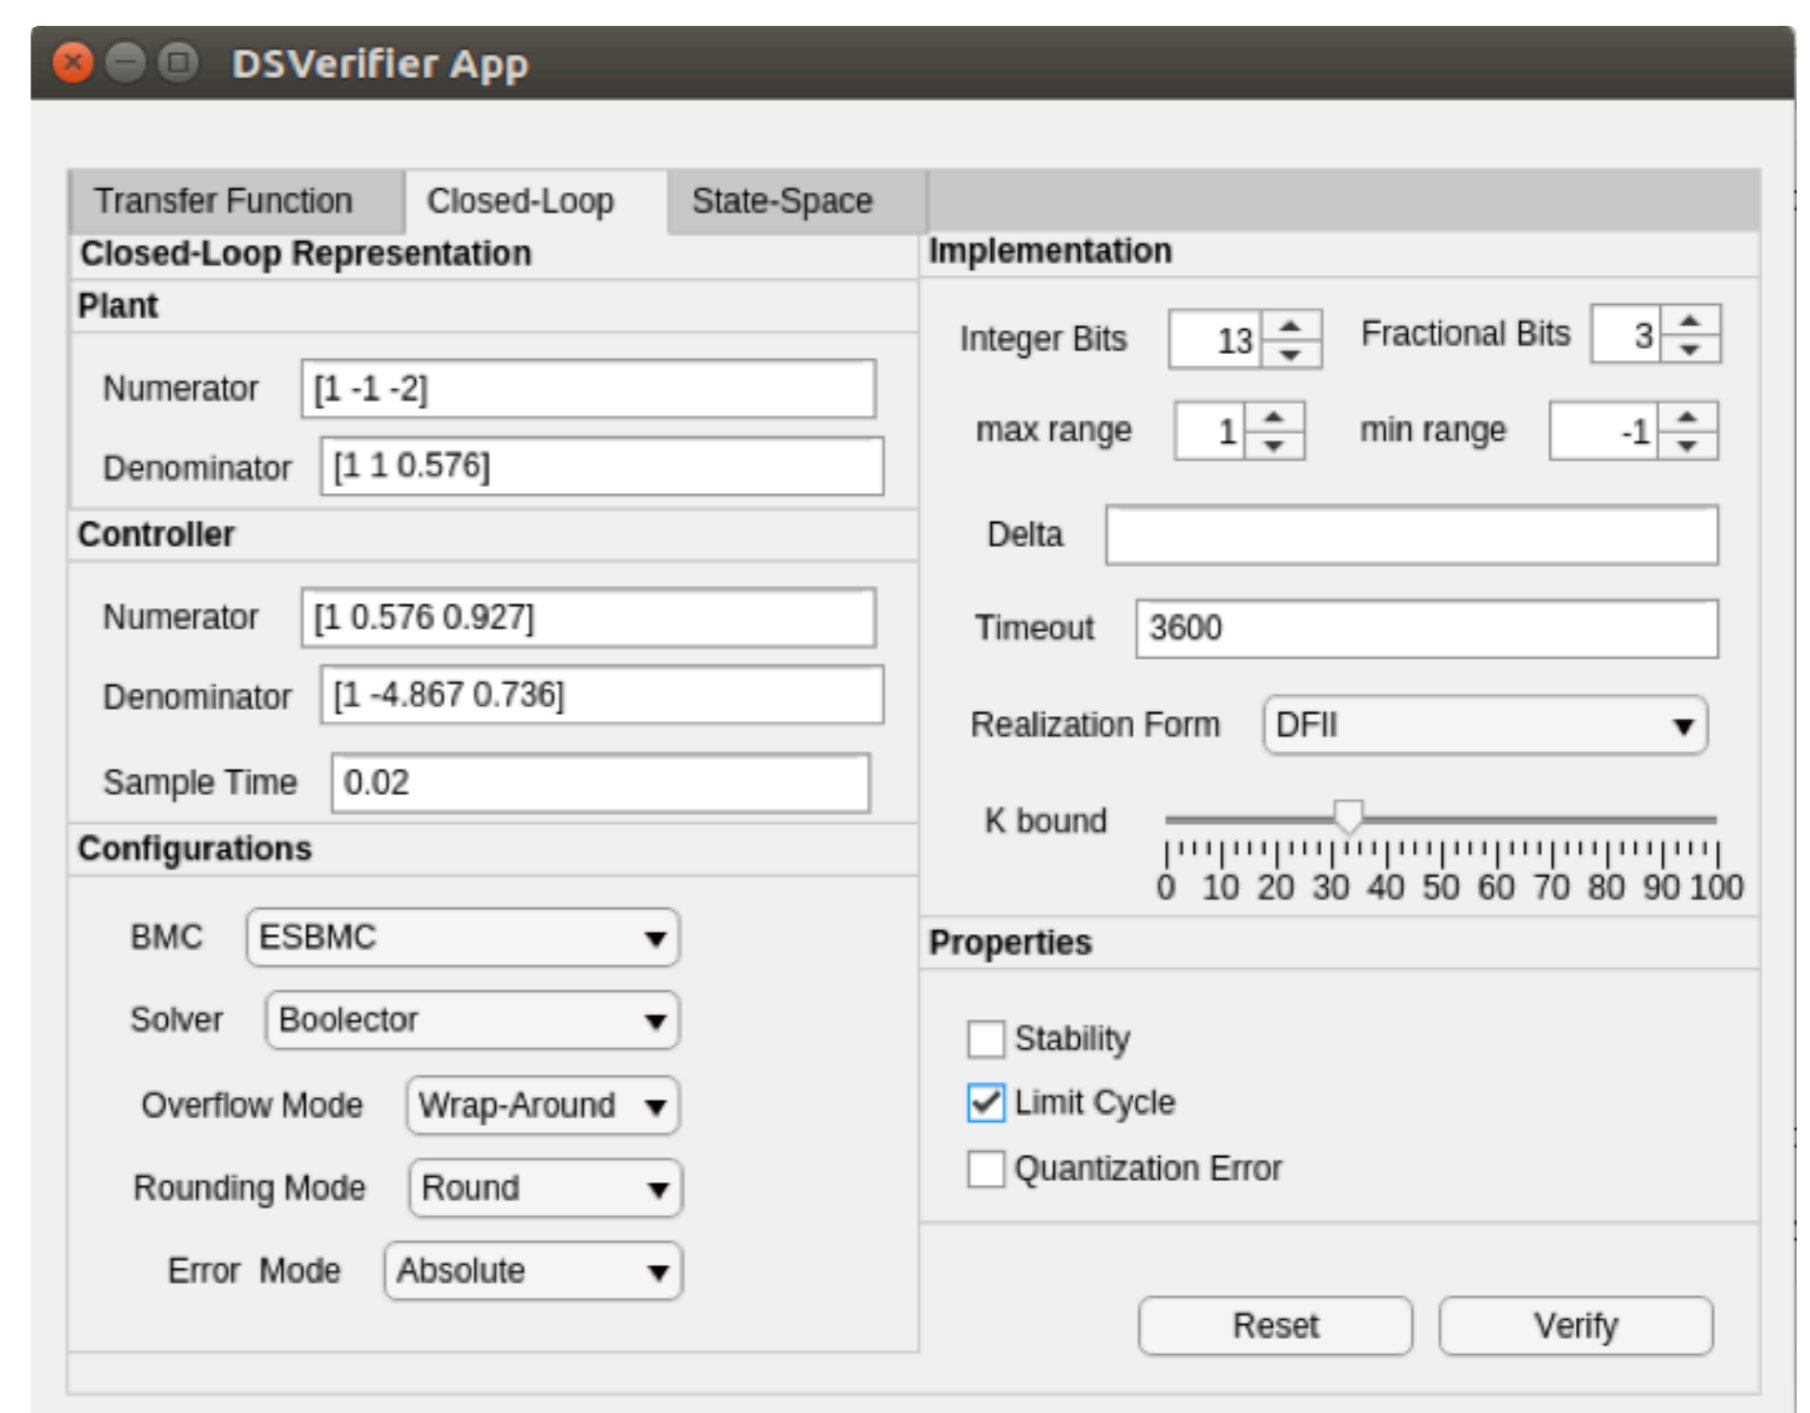 DSVerifier App
Transfer Function Closed-Loop State-Space
Closed-Loop Representation
Plant
Numerator [1 -1 -2]
Denominator [1 1 0.576]
Controller
Numerator [1 0.576 0.927]
Denominator [1 -4.867 0.736]
Sample Time 0.02
Configurations
BMC ESBMC
Solver Boolector
Overflow Mode Wrap-Around
Rounding Mode Round
Error Mode Absolute
Implementation
Integer Bits 13 Fractional Bits 3
max range 1 min range -1
Delta
Timeout 3600
Realization Form DFII
K bound
0 10 20 30 40 50 60 70 80 90 100
Properties
Stability
Limit Cycle
Quantization Error
Reset Verify